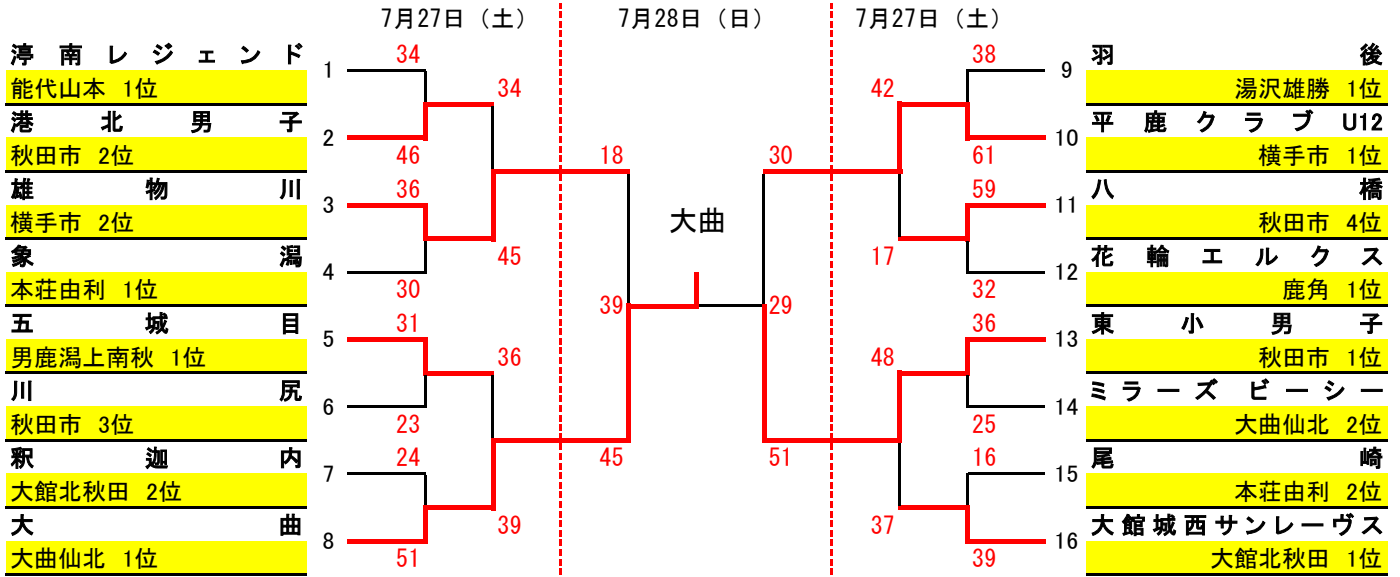 7月27日（土） 7月28日（日） 7月27日（土）
淳南レジェンド 1 34 38 9 羽後
能代山本 1位 34 42 湯沢雄勝 1位
港北男子 2 46 61 10 平鹿クラブU12
秋田市 2位 18 30 横手市 1位
雄物川 3 36 59 11 八橋
横手市 2位 大曲 秋田市 4位
象潟 4 45 17 12 花輪エルクス
本荘由利 1位 30 32 鹿角 1位
39 29
五城目 5 31 36 13 東小男子
男鹿潟上南秋 1位 36 48 秋田市 1位
川尻 6 14 ミラーズ ビーシー
秋田市 3位 23 25 大曲仙北 2位
釈迦内 7 24 45 51 16 15 尾崎
大館北秋田 2位 本荘由利 2位
大曲 8 39 37 16 大館城西サンレーヴス
大曲仙北 1位 51 39 大館北秋田 1位